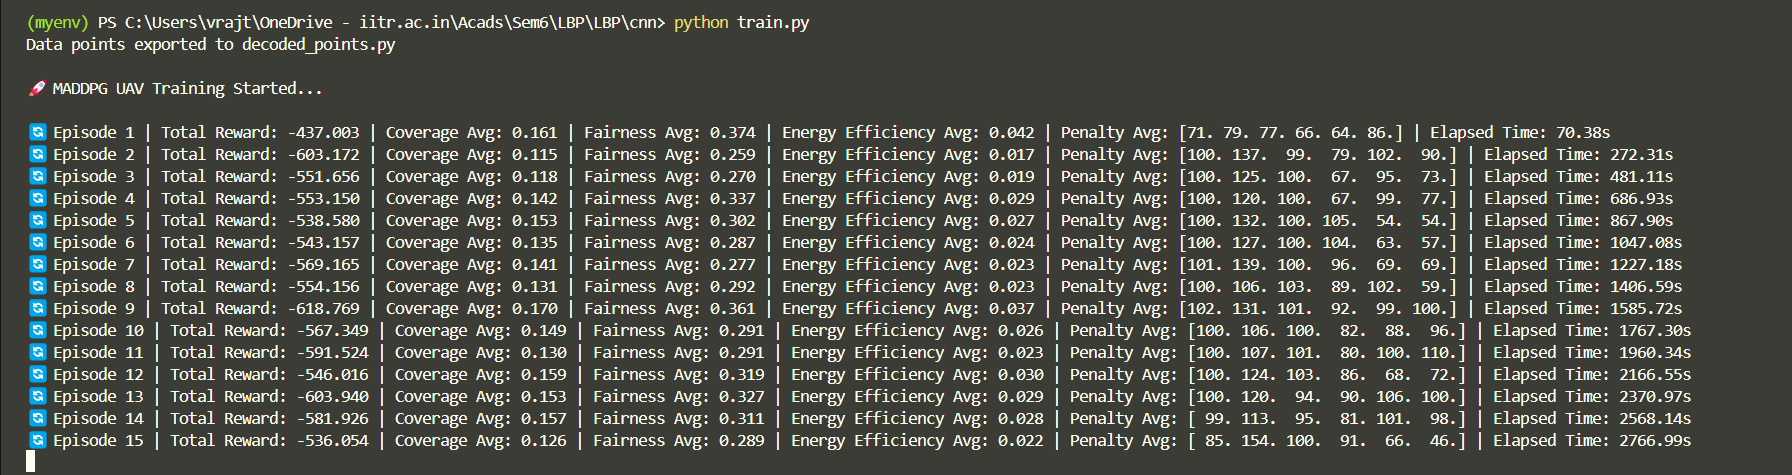 (myenv) PS C:\Users\vrajt\OneDrive - iitr.ac.in\Acads\Sem6\LBP\LBP\cnn> python train.py
Data points exported to decoded_points.py
🚀 MADDPG UAV Training Started...
🔄 Episode 1 | Total Reward: -437.003 | Coverage Avg: 0.161 | Fairness Avg: 0.374 | Energy Efficiency Avg: 0.042 | Penalty Avg: [71. 79. 77. 66. 64. 86.] | Elapsed Time: 70.38s
🔄 Episode 2 | Total Reward: -603.172 | Coverage Avg: 0.115 | Fairness Avg: 0.259 | Energy Efficiency Avg: 0.017 | Penalty Avg: [100. 137.  99.  79. 102.  90.] | Elapsed Time: 272.31s
🔄 Episode 3 | Total Reward: -551.656 | Coverage Avg: 0.118 | Fairness Avg: 0.270 | Energy Efficiency Avg: 0.019 | Penalty Avg: [100. 125. 100.  67.  95.  73.] | Elapsed Time: 481.11s
🔄 Episode 4 | Total Reward: -553.150 | Coverage Avg: 0.142 | Fairness Avg: 0.337 | Energy Efficiency Avg: 0.029 | Penalty Avg: [100. 120. 100.  67.  99.  77.] | Elapsed Time: 686.93s
🔄 Episode 5 | Total Reward: -538.580 | Coverage Avg: 0.153 | Fairness Avg: 0.302 | Energy Efficiency Avg: 0.027 | Penalty Avg: [100. 132. 100. 105.  54.  54.] | Elapsed Time: 867.90s
🔄 Episode 6 | Total Reward: -543.157 | Coverage Avg: 0.135 | Fairness Avg: 0.287 | Energy Efficiency Avg: 0.024 | Penalty Avg: [100. 127. 100. 104.  63.  57.] | Elapsed Time: 1047.08s
🔄 Episode 7 | Total Reward: -569.165 | Coverage Avg: 0.141 | Fairness Avg: 0.277 | Energy Efficiency Avg: 0.023 | Penalty Avg: [101. 139. 100.  96.  69.  69.] | Elapsed Time: 1227.18s
🔄 Episode 8 | Total Reward: -554.156 | Coverage Avg: 0.131 | Fairness Avg: 0.292 | Energy Efficiency Avg: 0.023 | Penalty Avg: [100. 106. 103.  89. 102.  59.] | Elapsed Time: 1406.59s
🔄 Episode 9 | Total Reward: -618.769 | Coverage Avg: 0.170 | Fairness Avg: 0.361 | Energy Efficiency Avg: 0.037 | Penalty Avg: [102. 131. 101.  92.  99. 100.] | Elapsed Time: 1585.72s
🔄 Episode 10 | Total Reward: -567.349 | Coverage Avg: 0.149 | Fairness Avg: 0.291 | Energy Efficiency Avg: 0.026 | Penalty Avg: [100. 106. 100.  82.  88.  96.] | Elapsed Time: 1767.30s
🔄 Episode 11 | Total Reward: -591.524 | Coverage Avg: 0.130 | Fairness Avg: 0.291 | Energy Efficiency Avg: 0.023 | Penalty Avg: [100. 107. 101.  80. 100. 110.] | Elapsed Time: 1960.34s
🔄 Episode 12 | Total Reward: -546.016 | Coverage Avg: 0.159 | Fairness Avg: 0.319 | Energy Efficiency Avg: 0.030 | Penalty Avg: [100. 124. 103.  86.  68.  72.] | Elapsed Time: 2166.55s
🔄 Episode 13 | Total Reward: -603.940 | Coverage Avg: 0.153 | Fairness Avg: 0.327 | Energy Efficiency Avg: 0.029 | Penalty Avg: [100. 120.  94.  90. 106. 100.] | Elapsed Time: 2370.97s
🔄 Episode 14 | Total Reward: -581.926 | Coverage Avg: 0.157 | Fairness Avg: 0.311 | Energy Efficiency Avg: 0.028 | Penalty Avg: [ 99. 113.  95.  81. 101.  98.] | Elapsed Time: 2568.14s
🔄 Episode 15 | Total Reward: -536.054 | Coverage Avg: 0.126 | Fairness Avg: 0.289 | Energy Efficiency Avg: 0.022 | Penalty Avg: [ 85. 154. 100.  91.  66.  46.] | Elapsed Time: 2766.99s